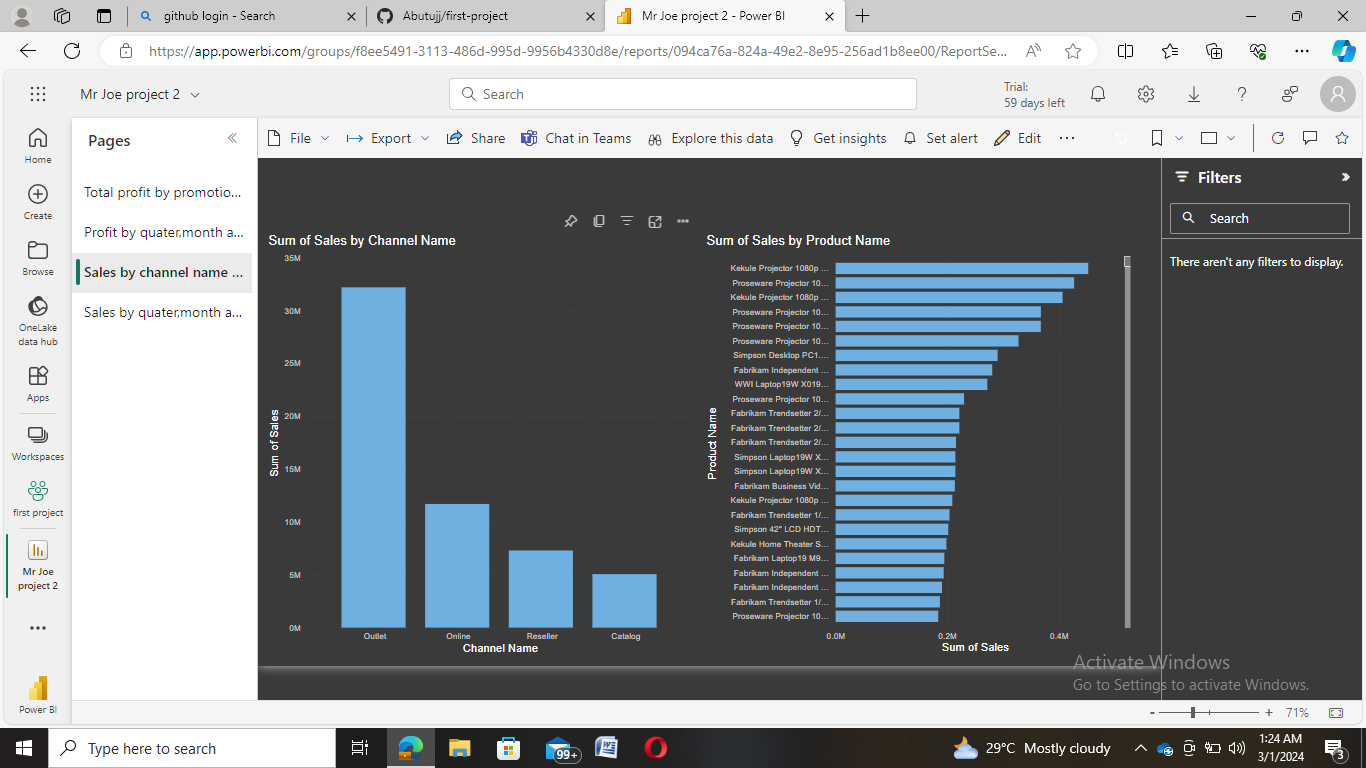 github login - Search
Abutujj/first-project
Mr Joe project 2 - Power BI
https://app.powerbi.com/groups/f8ee5491-3113-486d-995d-9956b4330d8e/reports/094ca76a-824a-49e2-8e95-256ad1b8ee00/ReportSe...
Mr Joe project 2
Search
Trial:
59 days left
Home
Create
Browse
OneLake
data hub
Apps
Workspaces
first project
Mr Joe
project 2
Power BI
Pages
Total profit by promotio...
Profit by quater,month a...
Sales by channel name ...
Sales by quater,month a...
File
Export
Share
Chat in Teams
Explore this data
Get insights
Set alert
Edit
Sum of Sales by Channel Name
Sum of Sales
35M
30M
25M
20M
15M
10M
5M
0M
Outlet
Online
Reseller
Catalog
Channel Name
Sum of Sales by Product Name
Product Name
Kekule Projector 1080p ...
Proseware Projector 10...
Kekule Projector 1080p ...
Proseware Projector 10...
Proseware Projector 10...
Proseware Projector 10...
Simpson Desktop PC1....
Fabrikam Independent ...
WWI Laptop19W X019...
Proseware Projector 10...
Fabrikam Trendsetter 2/...
Fabrikam Trendsetter 2/...
Fabrikam Trendsetter 2/...
Simpson Laptop19W X...
Simpson Laptop19W X...
Fabrikam Business Vid...
Kekule Projector 1080p ...
Fabrikam Trendsetter 1/...
Simpson 42" LCD HDT...
Kekule Home Theater S...
Fabrikam Laptop19 M9...
Fabrikam Independent ...
Fabrikam Independent ...
Fabrikam Trendsetter 1/...
Proseware Projector 10...
0.0M
0.2M
0.4M
Sum of Sales
Filters
Search
There aren't any filters to display.
Activate Windows
Go to Settings to activate Windows.
- + 71%
Type here to search
99+
29°C Mostly cloudy
1:24 AM
3/1/2024
3